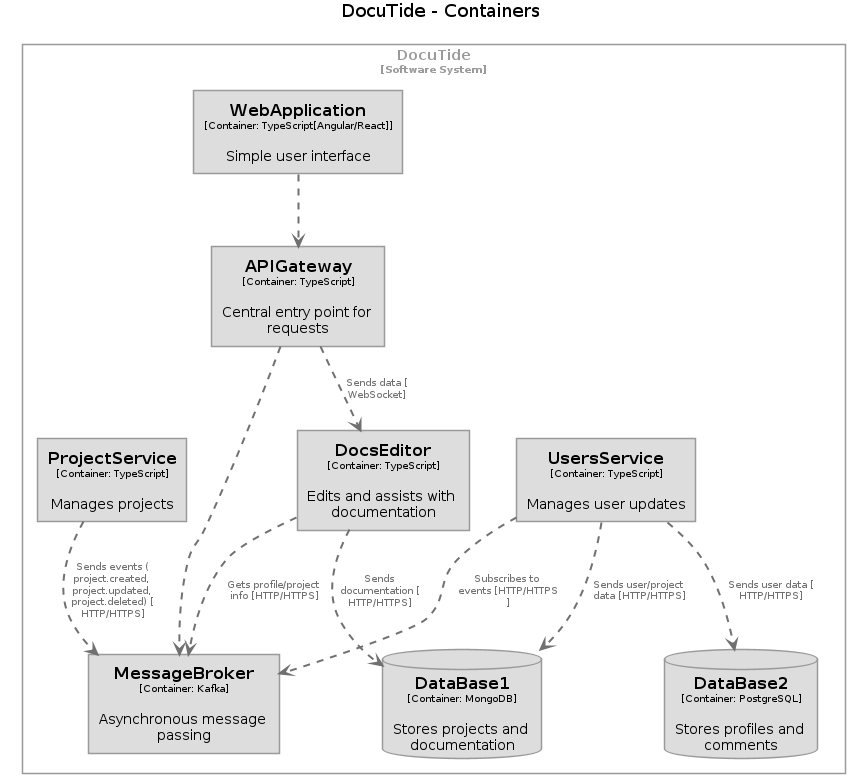 DocuTide - Containers
DocuTide
[Software System]
WebApplication
[Container: TypeScript[Angular/React]]
Simple user interface
APIGateway
[Container: TypeScript]
Central entry point for
requests
Sends data [
WebSocket]
ProjectService
[Container: TypeScript]
Manages projects
DocsEditor
[Container: TypeScript]
Edits and assists with
documentation
UsersService
[Container: TypeScript]
Manages user updates
Sends events (
project.created,
project.updated,
project.deleted) [
HTTP/HTTPS]
Gets profile/project
info [HTTP/HTTPS]
Sends
documentation [
HTTP/HTTPS]
Subscribes to
events [HTTP/HTTPS
]
Sends user/project
data [HTTP/HTTPS]
Sends user data [
HTTP/HTTPS]
MessageBroker
[Container: Kafka]
Asynchronous message
passing
DataBase1
[Container: MongoDB]
Stores projects and
documentation
DataBase2
[Container: PostgreSQL]
Stores profiles and
comments